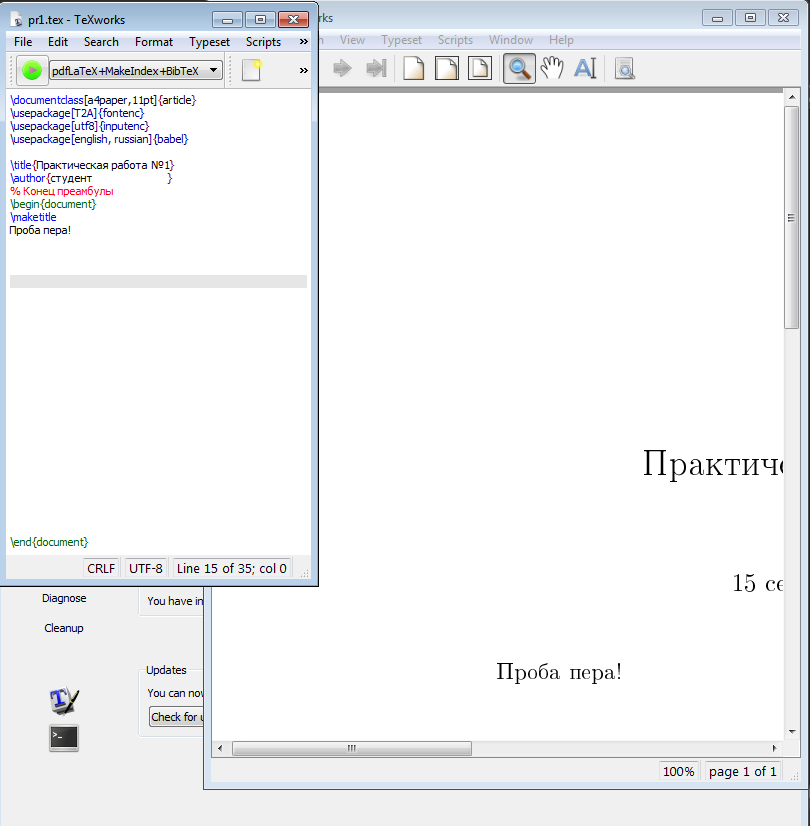 pr1.tex - TeXworks
File Edit Search Format Typeset Scripts »
pdfLaTeX+MakeIndex+BibTeX »
\documentclass[a4paper,11pt]{article}
\usepackage[T2A]{fontenc}
\usepackage[utf8]{inputenc}
\usepackage[english, russian]{babel}
\title{Практическая работа №1}
\author{студент }
% Конец преамбулы
\begin{document}
\maketitle
Проба пера!
\end{document}
CRLF UTF-8 Line 15 of 35; col 0
View Typeset Scripts Window Help
Практиче
15 се
Проба пера!
100% page 1 of 1
Diagnose
You have in
Cleanup
Updates
You can now
Check for u